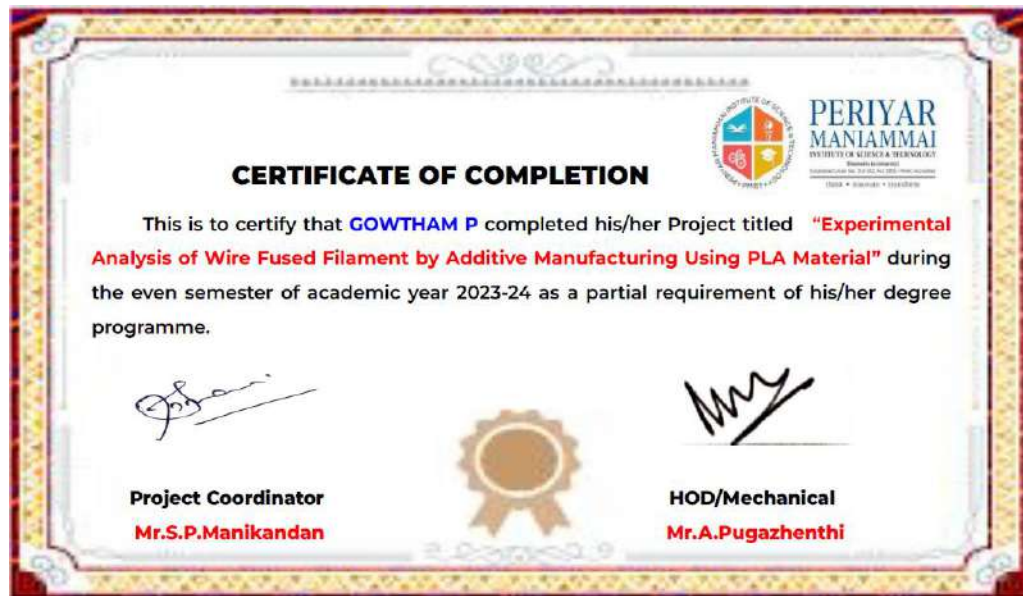 PERIYAR
MANIAMMAI
INSTITUTE OF SCIENCE & TECHNOLOGY
CERTIFICATE OF COMPLETION
This is to certify that GOWTHAM P completed his/her Project titled “Experimental
Analysis of Wire Fused Filament by Additive Manufacturing Using PLA Material” during
the even semester of academic year 2023-24 as a partial requirement of his/her degree
programme.
Project Coordinator
HOD/Mechanical
Mr.S.P.Manikandan
Mr.A.Pugazhenthi